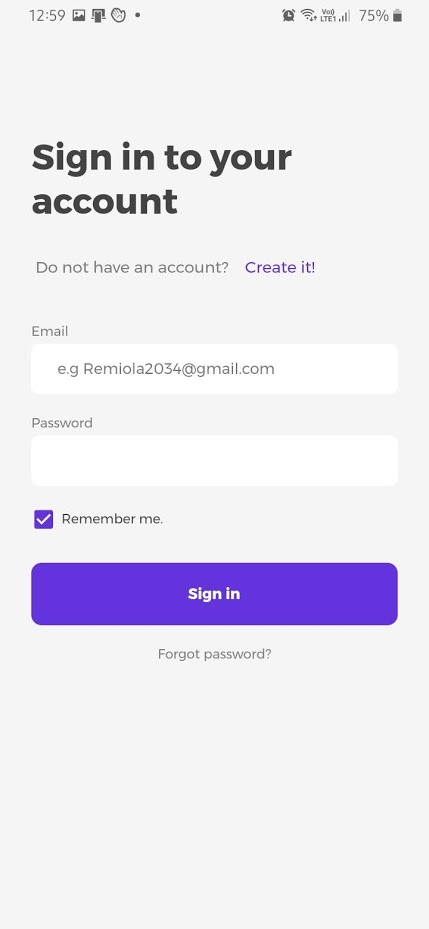 12:59
Vo)) LTE1 75%
Sign in to your
account
Do not have an account? Create it!
Email
e.g Remiola2034@gmail.com
Password
Remember me.
Sign in
Forgot password?